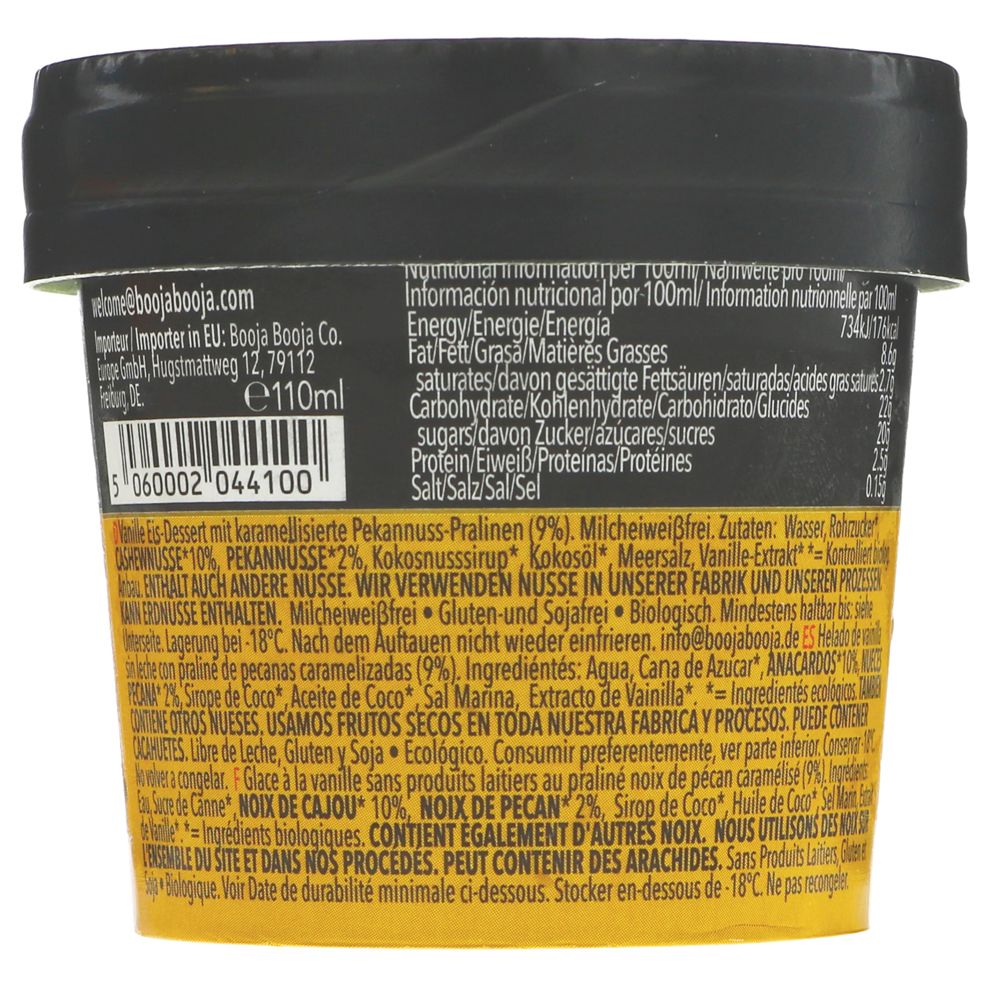 welcome@boojabooja.com
Importeur / Importer in EU: Booja Booja Co.
Europe GmbH, Hugstmattweg 12, 79112
Freiburg, DE.
℮110ml
5 060002 044100
Nutritional Information per 100ml/ Nährwerte pro 100ml/
Información nutricional por 100ml/ Information nutrionnelle par 100ml
Energy/Energie/Energía 734kJ/176kcal
Fat/Fett/Grasa/Matières Grasses 8.6g
saturates/davon gesättigte Fettsäuren/saturadas/acides gras saturés 2.7g
Carbohydrate/Kohlenhydrate/Carbohidrato/Glucides 22g
sugars/davon Zucker/azúcares/sucres 20g
Protein/Eiweiß/Proteínas/Protéines 2.5g
Salt/Salz/Sal/Sel 0.15g
D Vanille Eis-Dessert mit karamellisierte Pekannuss-Pralinen (9%). Milcheiweißfrei. Zutaten: Wasser, Rohrzucker*,
CASHEWNÜSSE*10%, PEKANNÜSSE*2%, Kokosnusssirup*, Kokosöl*, Meersalz, Vanille-Extrakt* *= Kontrolliert biolog.
anbau. ENTHALT AUCH ANDERE NÜSSE. WIR VERWENDEN NÜSSE IN UNSERER FABRIK UND UNSEREN PROZESSEN.
KANN ERDNÜSSE ENTHALTEN. Milcheiweißfrei • Gluten-und Sojafrei • Biologisch. Mindestens haltbar bis: siehe
Unterseite. Lagerung bei -18ºC. Nach dem Auftauen nicht wieder einfrieren. info@boojabooja.de ES Helado de vainilla
sin leche con praliné de pecanas caramelizadas (9%). Ingrediéntés: Agua, Cana de Azucar*, ANACARDOS*10%, NUECES
PECANA* 2%, Sirope de Coco*, Aceite de Coco*, Sal Marina, Extracto de Vainilla*. *= Ingredientés ecológicos. TAMBIEN
CONTIENE OTROS NUESES. USAMOS FRUTOS SECOS EN TODA NUESTRA FABRICA Y PROCESOS. PUEDE CONTENER
CACAHUETES. Libre de Leche, Gluten y Soja • Ecológico. Consumir preferentemente, ver parte inferior. Conservar -18ºC.
No volver a congelar. F Glace à la vanille sans produits laitiers au praliné noix de pécan caramélisé (9%). Ingrédients:
Eau, Sucre de Canne*, NOIX DE CAJOU* 10%, NOIX DE PECAN* 2%, Sirop de Coco*, Huile de Coco*, Sel Marin, Extrait
de Vanille*. *= Ingrédients biologiques. CONTIENT EGALEMENT D'AUTRES NOIX. NOUS UTILISONS DES NOIX SUR
L'ENSEMBLE DU SITE ET DANS NOS PROCEDÉS. PEUT CONTENIR DES ARACHIDES. Sans Produits Laitiers, Gluten et
Soja • Biologique. Voir Date de durabilité minimale ci-dessous. Stocker en-dessous de -18ºC. Ne pas recongeler.